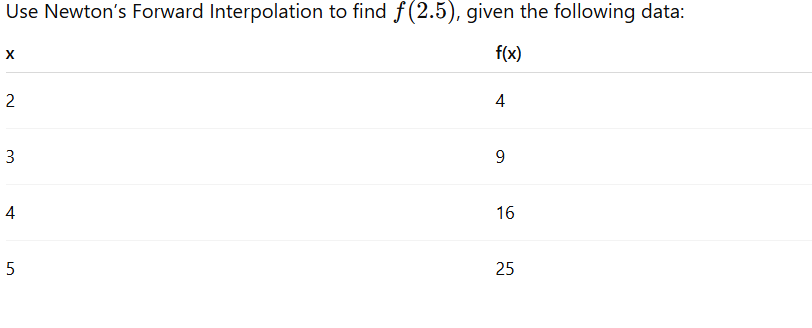 Use Newton's Forward Interpolation to find f(2.5), given the following data:
x f(x)
2 4
3 9
4 16
5 25